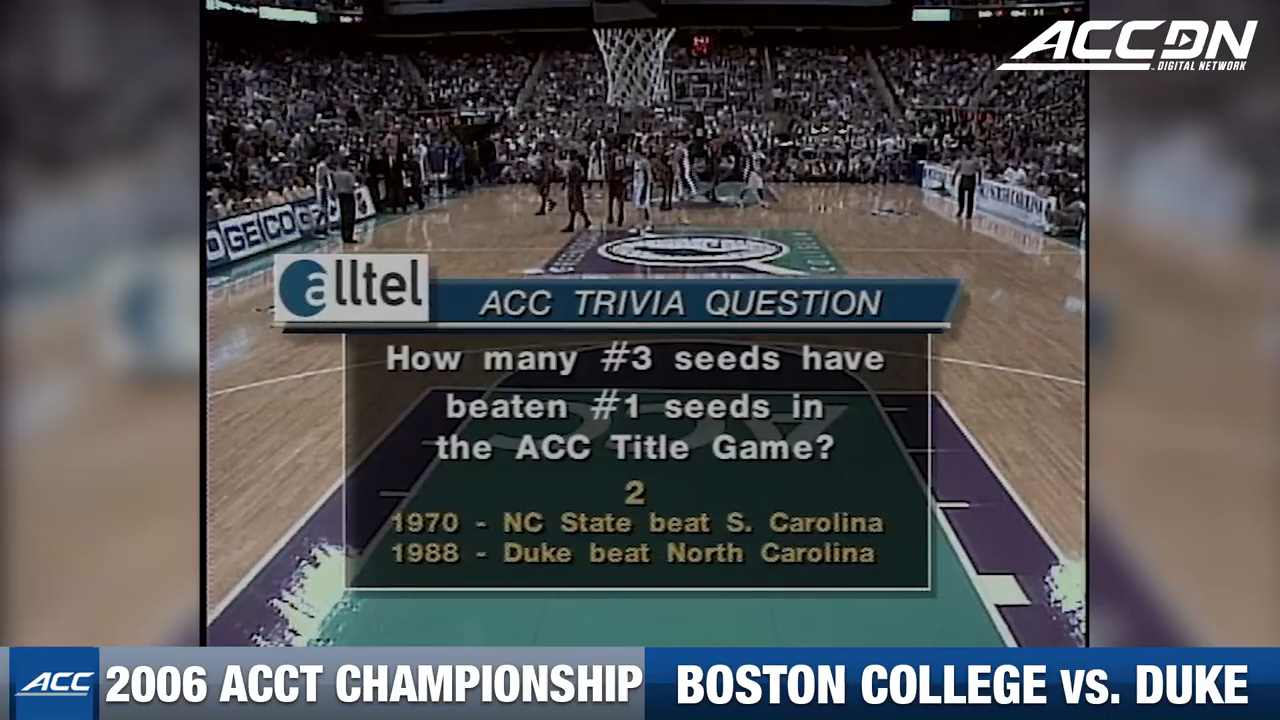 ACCDN
DIGITAL NETWORK
GEICO
alltel
ACC TRIVIA QUESTION
How many #3 seeds have
beaten #1 seeds in
the ACC Title Game?
2
1970 - NC State beat S. Carolina
1988 - Duke beat North Carolina
ACC
ACC 2006 ACCT CHAMPIONSHIP BOSTON COLLEGE vs. DUKE